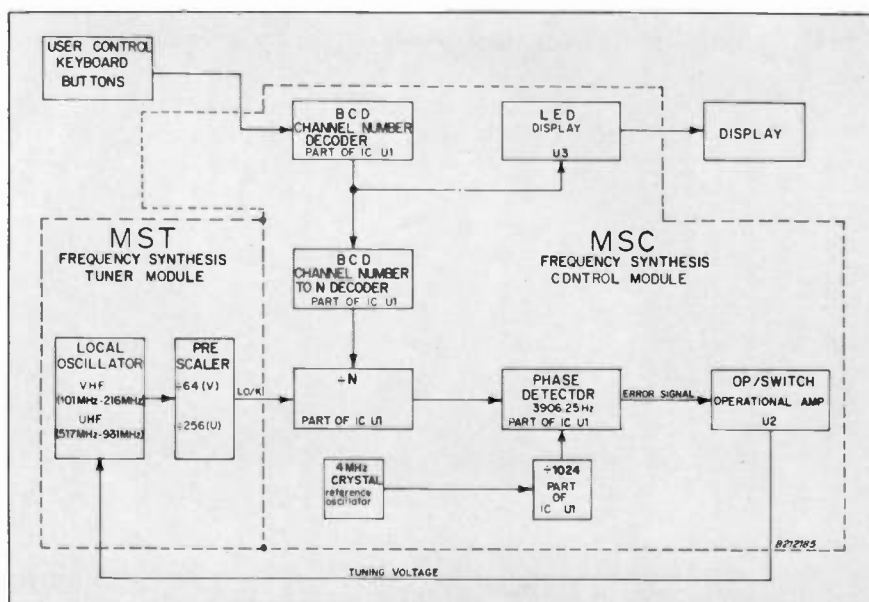 USER CONTROL
KEYBOARD
BUTTONS
BCD
CHANNEL NUMBER
DECODER
PART OF IC U1
LED
DISPLAY
U3
DISPLAY
MST
FREQUENCY SYNTHESIS
TUNER MODULE
BCD
CHANNEL NUMBER
TO N DECODER
PART OF IC U1
MSC
FREQUENCY SYNTHESIS
CONTROL MODULE
LOCAL
OSCILLATOR
VHF
(101MHz-216MHz)
UHF
(517MHz-931MHz)
PRE
SCALER
÷64(V)
÷256(U)
LO/K
÷N
PART OF IC U1
PHASE
DETECTOR
3906.25Hz
PART OF IC U1
ERROR SIGNAL
OP/SWITCH
OPERATIONAL AMP
U2
4MHz
CRYSTAL
reference
oscillator
÷1024
PART
OF
IC U1
8212185
TUNING VOLTAGE